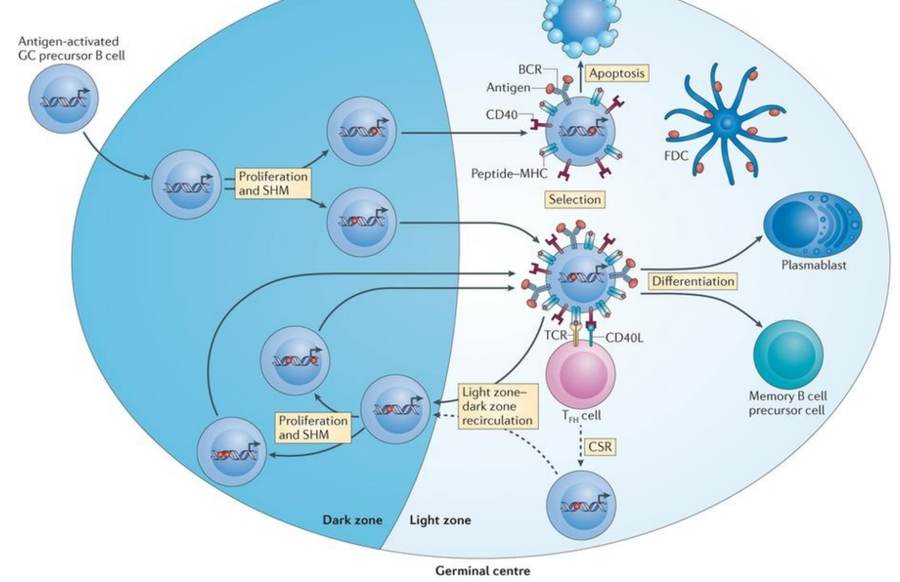 Antigen-activated
GC precursor B cell
Proliferation
and SHM
BCR
Antigen
CD40
Peptide–MHC
Apoptosis
FDC
Selection
Plasmablast
Differentiation
TCR
CD40L
Memory B cell
precursor cell
Light zone–
dark zone
recirculation
TFH cell
Proliferation
and SHM
CSR
Dark zone
Light zone
Germinal centre